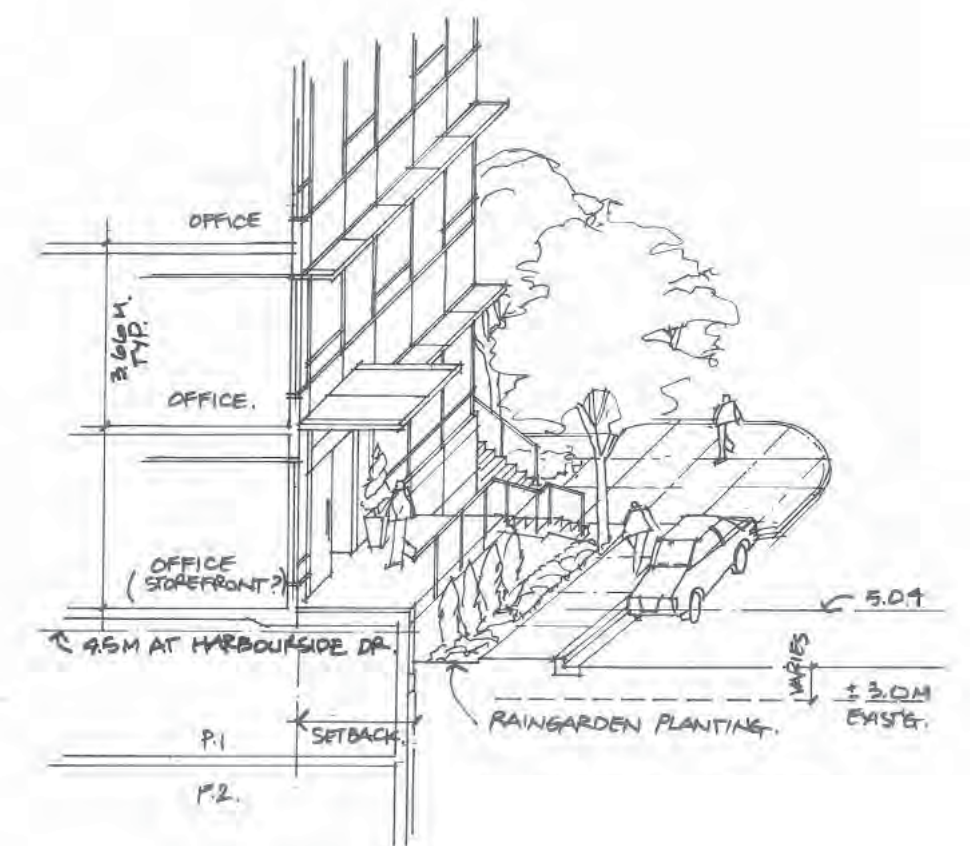 OFFICE
3.66M.
TYP.
OFFICE.
OFFICE
(STOREFRONT?)
4.5M AT HARBOURSIDE DR.
5.04
VARIES
± 3.0M
EXIST'G.
SETBACK.
RAINGARDEN PLANTING.
P.1
P.2.